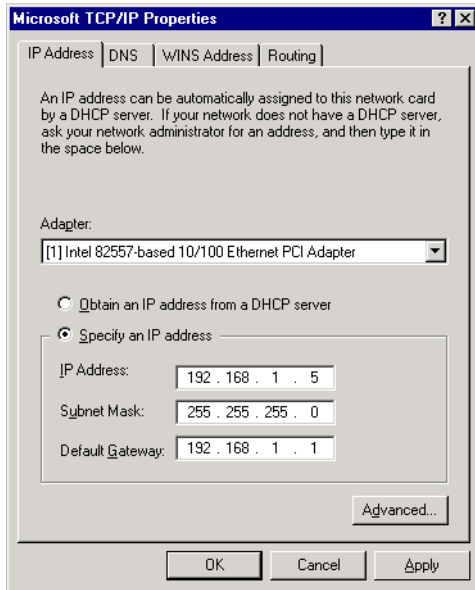 Microsoft TCP/IP Properties
IP Address DNS WINS Address Routing
An IP address can be automatically assigned to this network card
by a DHCP server. If your network does not have a DHCP server,
ask your network administrator for an address, and then type it in
the space below.
Adapter:
[1] Intel 82557-based 10/100 Ethernet PCI Adapter
Obtain an IP address from a DHCP server
Specify an IP address
IP Address: 192 . 168 . 1 . 5
Subnet Mask: 255 . 255 . 255 . 0
Default Gateway: 192 . 168 . 1 . 1
Advanced...
OK Cancel Apply